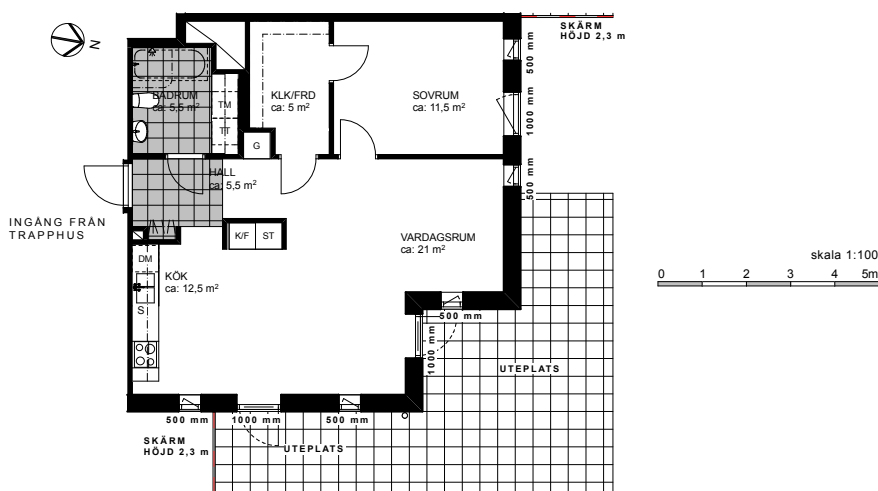 SKÄRM
HÖJD 2,3 m
N
500 mm
BADRUM
ca: 5,5 m²
TM
TT
KLK/FRD
ca: 5 m²
SOVRUM
ca: 11,5 m²
1000 mm
G
HALL
ca: 5,5 m²
500 mm
INGÅNG FRÅN
TRAPPHUS
K/F
ST
VARDAGSRUM
ca: 21 m²
skala 1:100
0 1 2 3 4 5m
DM
KÖK
ca: 12,5 m²
S
500 mm
1000 mm
UTEPLATS
500 mm
1000 mm
500 mm
SKÄRM
HÖJD 2,3 m
UTEPLATS